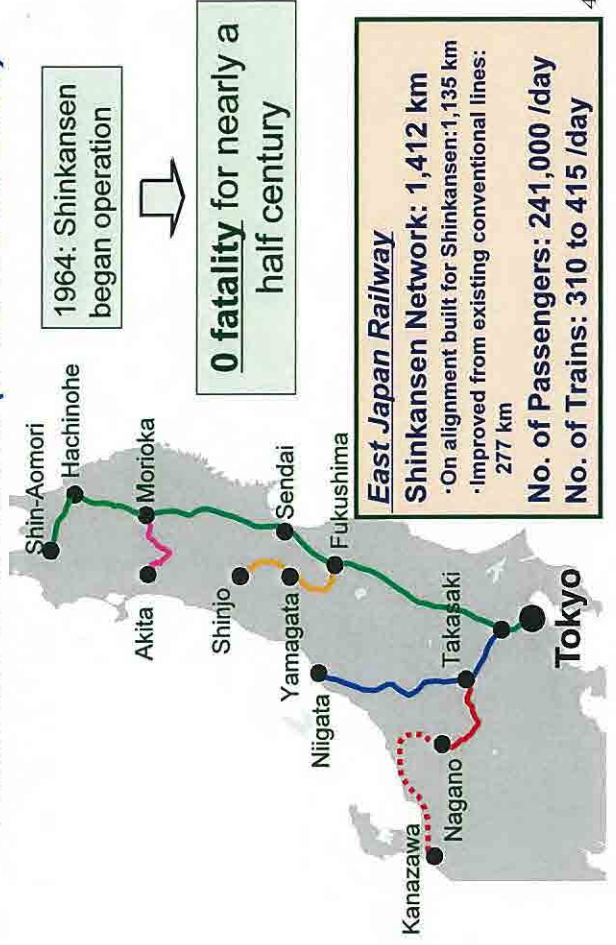 1964: Shinkansen
began operation
0 fatality for nearly a
half century
Shin-Aomori
Hachinohe
Akita
Morioka
Shinjo
Yamagata
Sendai
Niigata
Fukushima
Takasaki
Kanazawa
Nagano
Tokyo
East Japan Railway
Shinkansen Network: 1,412 km
・On alignment built for Shinkansen:1,135 km
・Improved from existing conventional lines:
277 km
No. of Passengers: 241,000 /day
No. of Trains: 310 to 415 /day
4